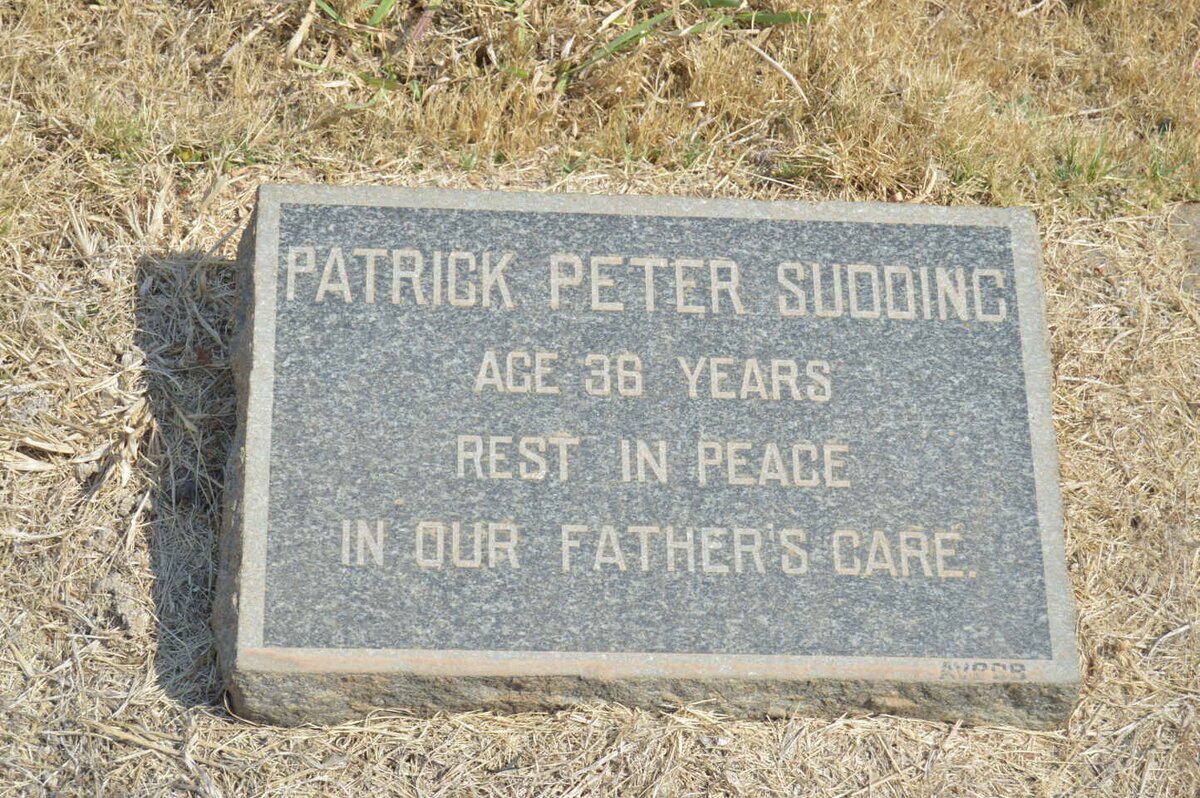 PATRICK PETER SUDDING
AGE 36 YEARS
REST IN PEACE
IN OUR FATHER'S CARE.